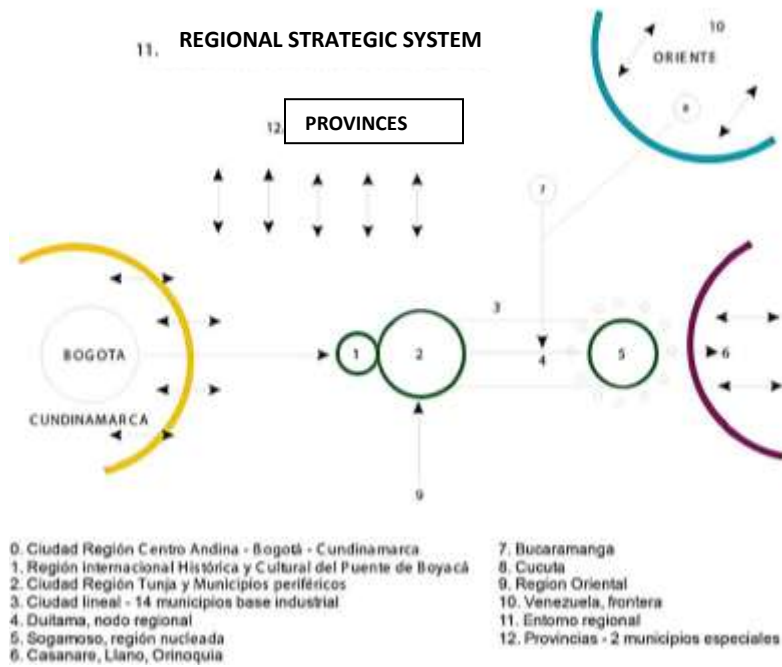 11. REGIONAL STRATEGIC SYSTEM
10
ORIENTE
8
12. PROVINCES
7
3
BOGOTA
1
2
4
5
6
CUNDINAMARCA
9
0. Ciudad Región Centro Andina - Bogotá - Cundinamarca
1. Región internacional Histórica y Cultural del Puente de Boyacá
2. Ciudad Región Tunja y Municipios periféricos
3. Ciudad lineal - 14 municipios base industrial
4. Duitama, nodo regional
5. Sogamoso, región nucleada
6. Casanare, Llano, Orinoquia
7. Bucaramanga
8. Cucuta
9. Region Oriental
10. Venezuela, frontera
11. Entorno regional
12. Provincias - 2 municipios especiales